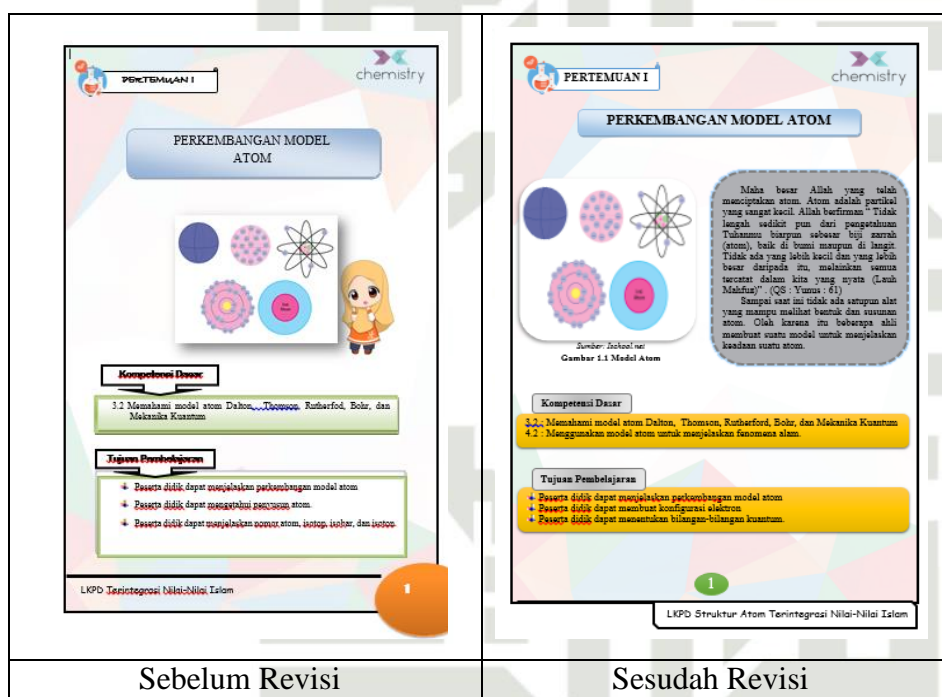 PERTEMUAN I
chemistry
PERKEMBANGAN MODEL
ATOM
Kompetensi Dasar
3.2 Memahami model atom Dalton, Thomson, Rutherfod, Bohr, dan
Mekanika Kuantum
Tujuan Pembelajaran
Peserta didik dapat menjelaskan perkembangan model atom
Peserta didik dapat mengetahui penyusun atom.
Peserta didik dapat menjelaskan nomor atom, isotop, isobar, dan isoton.
LKPD Terintegrasi Nilai-Nilai Islam
1
Sebelum Revisi
PERTEMUAN I
chemistry
PERKEMBANGAN MODEL ATOM
Maha besar Allah yang telah
menciptakan atom. Atom adalah partikel
yang sangat kecil. Allah berfirman “ Tidak
lengah sedikit pun dari pengetahuan
Tuhanmu biarpun sebesar biji zarrah
(atom), baik di bumi maupun di langit.
Tidak ada yang lebih kecil dan yang lebih
besar daripada itu, melainkan semua
tercatat dalam kita yang nyata (Lauh
Mahfuz)” . (QS : Yunus : 61)
Sampai saat ini tidak ada satupun alat
yang mampu melihat bentuk dan susunan
atom. Oleh karena itu beberapa ahli
membuat suatu model untuk menjelaskan
keadaan suatu atom.
Sumber: Ischool.net
Gambar 1.1 Model Atom
Kompetensi Dasar
3.2 : Memahami model atom Dalton, Thomson, Rutherford, Bohr, dan Mekanika Kuantum
4.2 : Menggunakan model atom untuk menjelaskan fenomena alam.
Tujuan Pembelajaran
Peserta didik dapat menjelaskan perkembangan model atom
Peserta didik dapat membuat konfigurasi elektron
Peserta didik dapat menentukan bilangan-bilangan kuantum.
1
LKPD Struktur Atom Terintegrasi Nilai-Nilai Islam
Sesudah Revisi